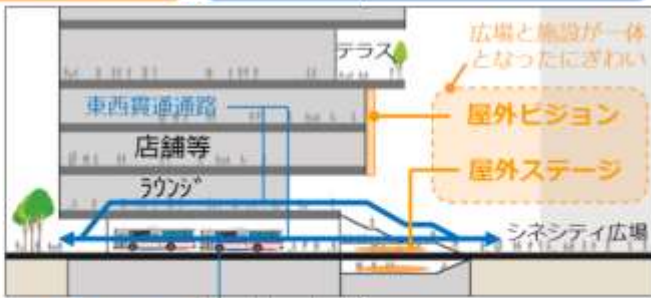 テラス
広場と施設が一体
となったにぎわい
東西貫通通路
屋外ビジョン
店舗等
屋外ステージ
ラウンジ
シネシティ広場